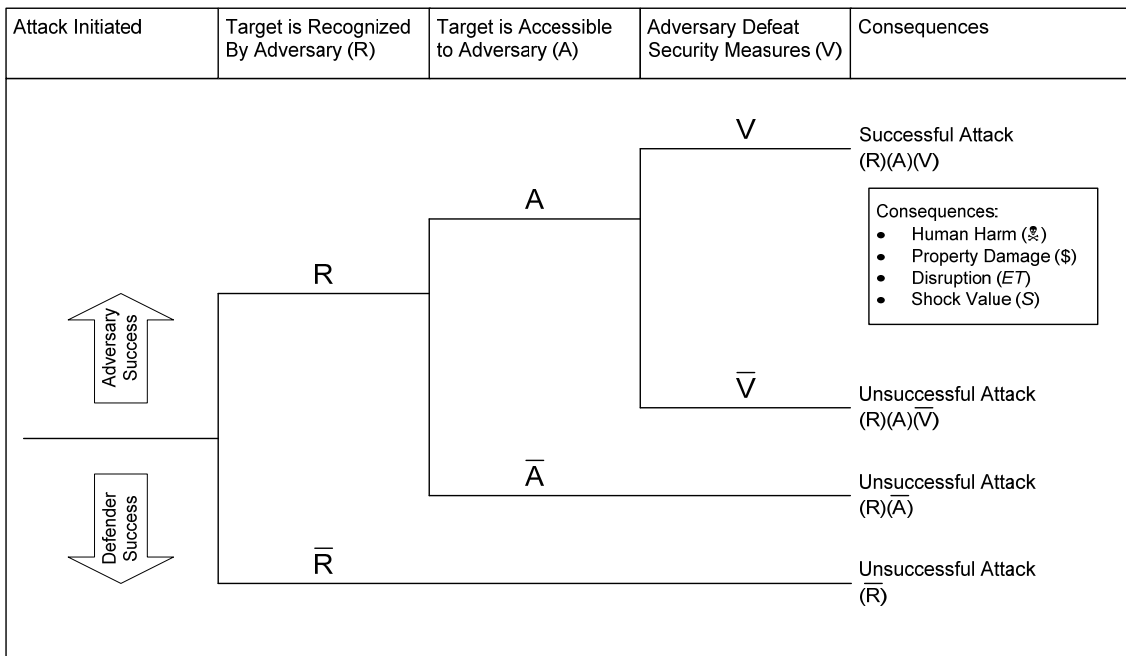 Attack Initiated
Target is Recognized
By Adversary (R)
Target is Accessible
to Adversary (A)
Adversary Defeat
Security Measures (V)
Consequences
V
Successful Attack
(R)(A)(V)
A
Consequences:
• Human Harm (☠)
• Property Damage ($)
• Disruption (ET)
• Shock Value (S)
R
Adversary
Success
V̅
Unsuccessful Attack
(R)(A)(V̅)
A̅
Unsuccessful Attack
(R)(A̅)
Defender
Success
R̅
Unsuccessful Attack
(R̅)